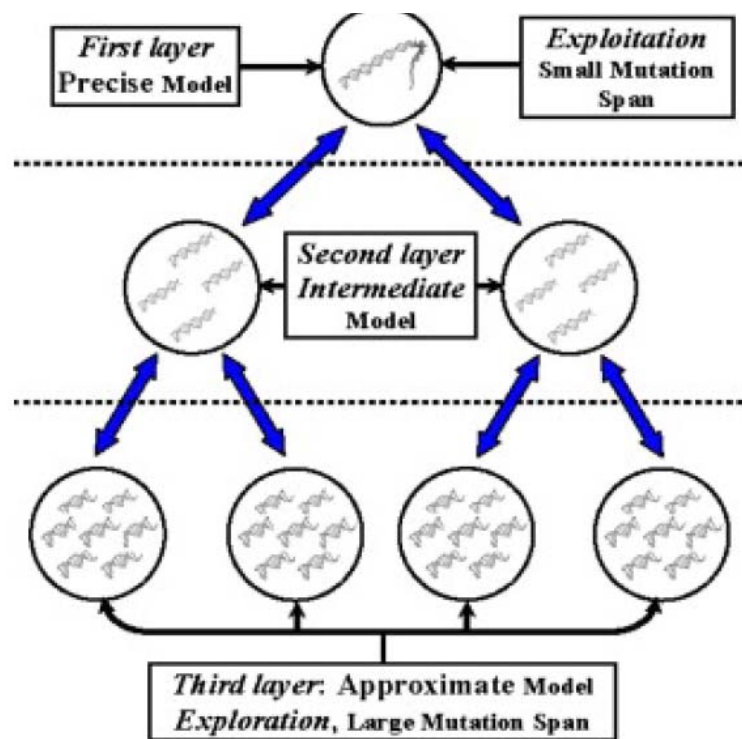 First layer
Precise Model
Exploitation
Small Mutation
Span
Second layer
Intermediate
Model
Third layer: Approximate Model
Exploration, Large Mutation Span